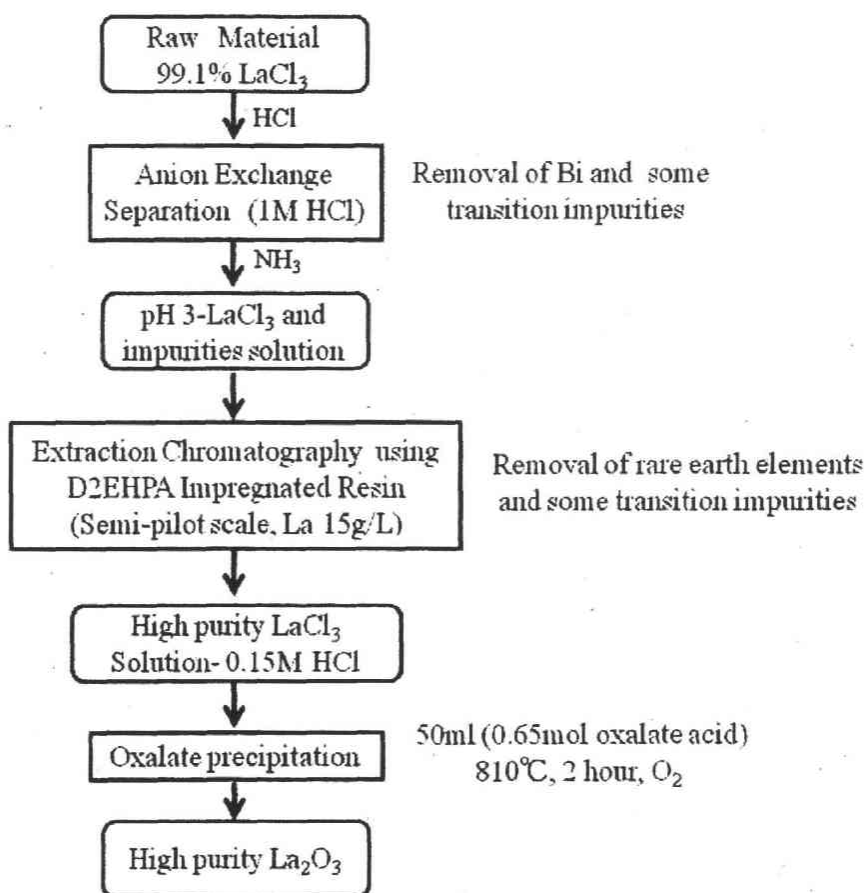 Raw Material
99.1% LaCl₃
HCl
Anion Exchange
Separation (1M HCl)
Removal of Bi and some
transition impurities
NH₃
pH 3-LaCl₃ and
impurities solution
Extraction Chromatography using
D2EHPA Impregnated Resin
(Semi-pilot scale, La 15g/L)
Removal of rare earth elements
and some transition impurities
High purity LaCl₃
Solution- 0.15M HCl
Oxalate precipitation
50ml (0.65mol oxalate acid)
810℃, 2 hour, O₂
High purity La₂O₃